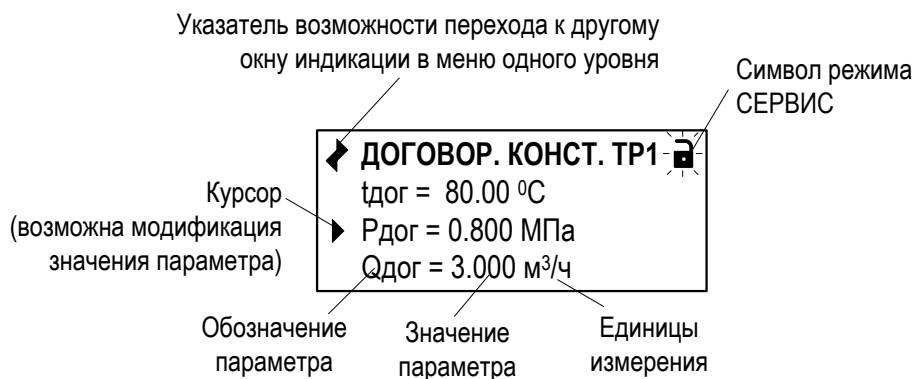 Указатель возможности перехода к другому
окну индикации в меню одного уровня
Символ режима
СЕРВИС
ДОГОВОР. КОНСТ. ТР1
tдог = 80.00 ⁰С
Рдог = 0.800 МПа
Qдог = 3.000 м³/ч
Курсор
(возможна модификация
значения параметра)
Обозначение
параметра
Значение
параметра
Единицы
измерения